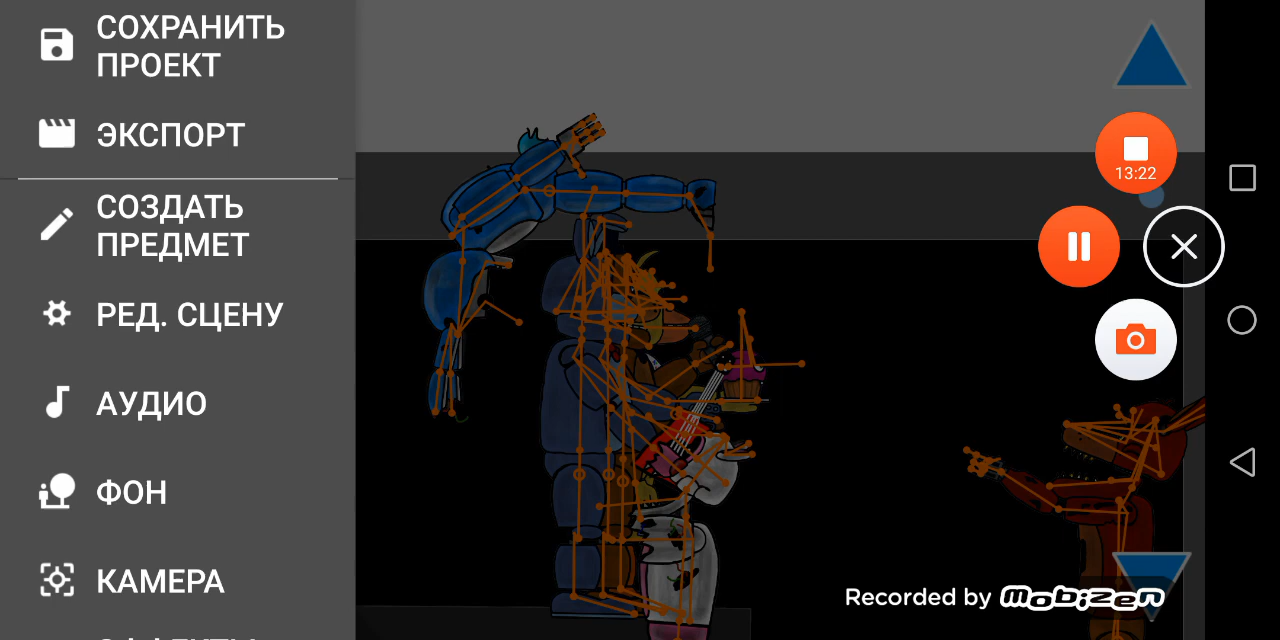 СОХРАНИТЬ
ПРОЕКТ
ЭКСПОРТ
СОЗДАТЬ
ПРЕДМЕТ
РЕД. СЦЕНУ
АУДИО
ФОН
КАМЕРА
13:22
Recorded by Mobizen